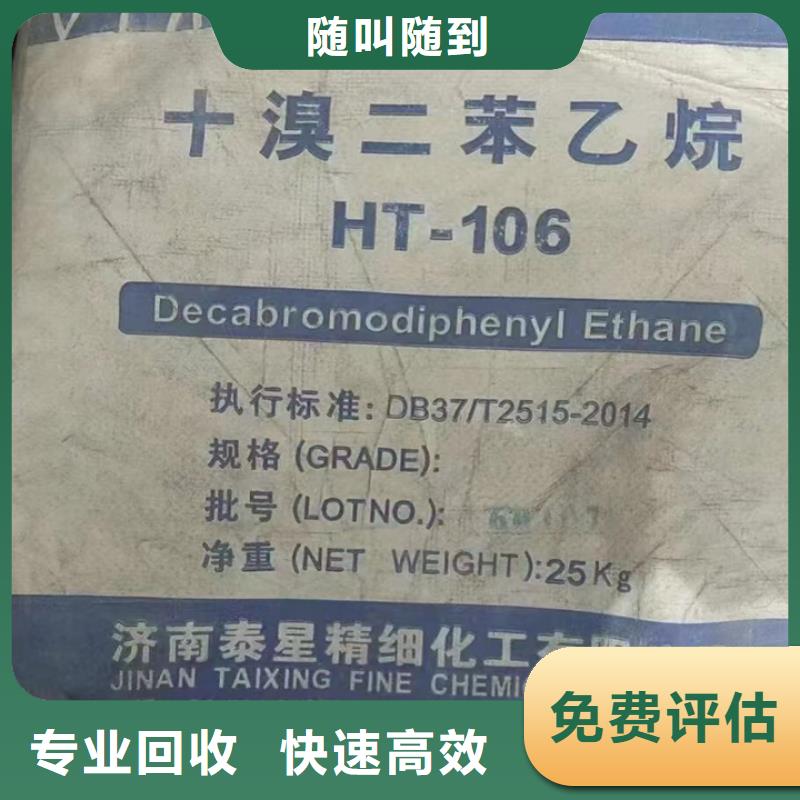 随叫随到
十溴二苯乙烷
HT-106
Decabromodiphenyl Ethane
执行标准: DB37/T2515-2014
规格 (GRADE):
批号 (LOTNO.):
净重 (NET WEIGHT):25Kg
济南泰星精细化工有限
JINAN TAIXING FINE CHEMI
免费评估
专业回收 快速高效